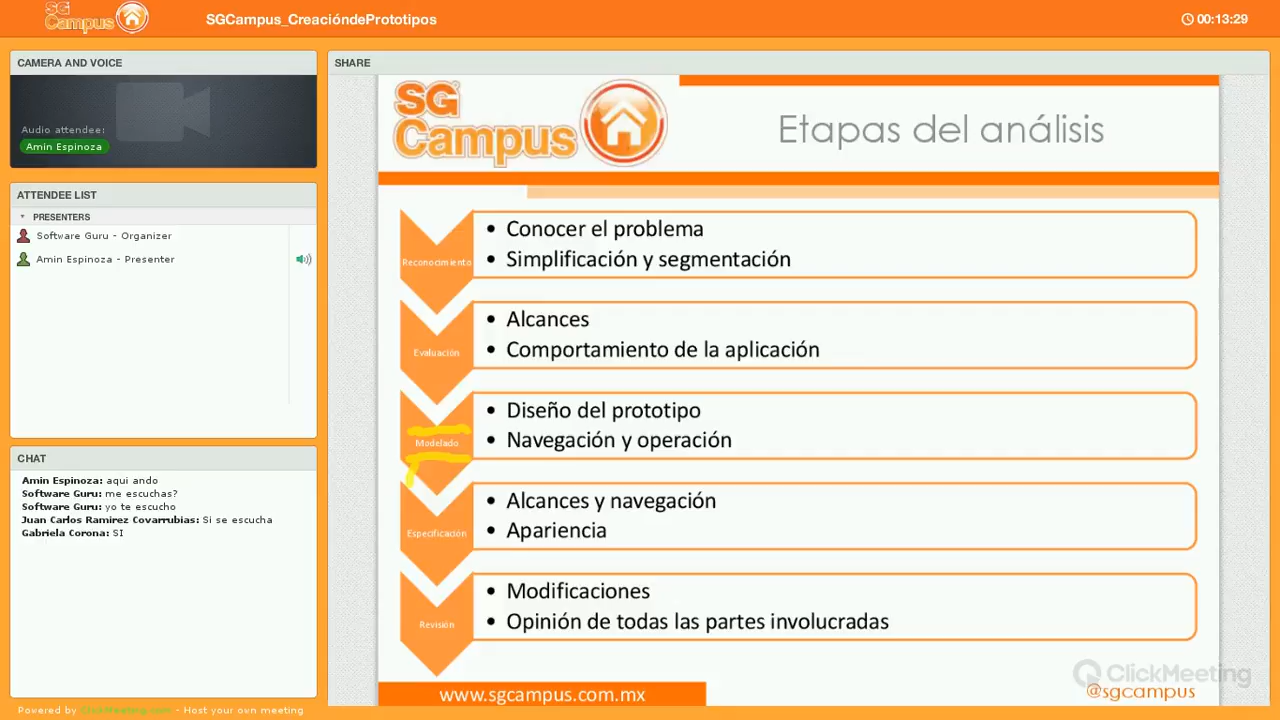 SG
Campus
SGCampus_CreacióndePrototipos
00:13:29
CAMERA AND VOICE
Audio attendee:
Amin Espinoza
ATTENDEE LIST
PRESENTERS
Software Guru - Organizer
Amin Espinoza - Presenter
CHAT
Amin Espinoza: aqui ando
Software Guru: me escuchas?
Software Guru: yo te escucho
Juan Carlos Ramirez Covarrubias: Si se escucha
Gabriela Corona: SI
Powered by ClickMeeting.com - Host your own meeting
SHARE
SG
Campus
Etapas del análisis
Reconocimiento
• Conocer el problema
• Simplificación y segmentación
Evaluación
• Alcances
• Comportamiento de la aplicación
Modelado
• Diseño del prototipo
• Navegación y operación
Especificación
• Alcances y navegación
• Apariencia
Revisión
• Modificaciones
• Opinión de todas las partes involucradas
www.sgcampus.com.mx
ClickMeeting
@sgcampus